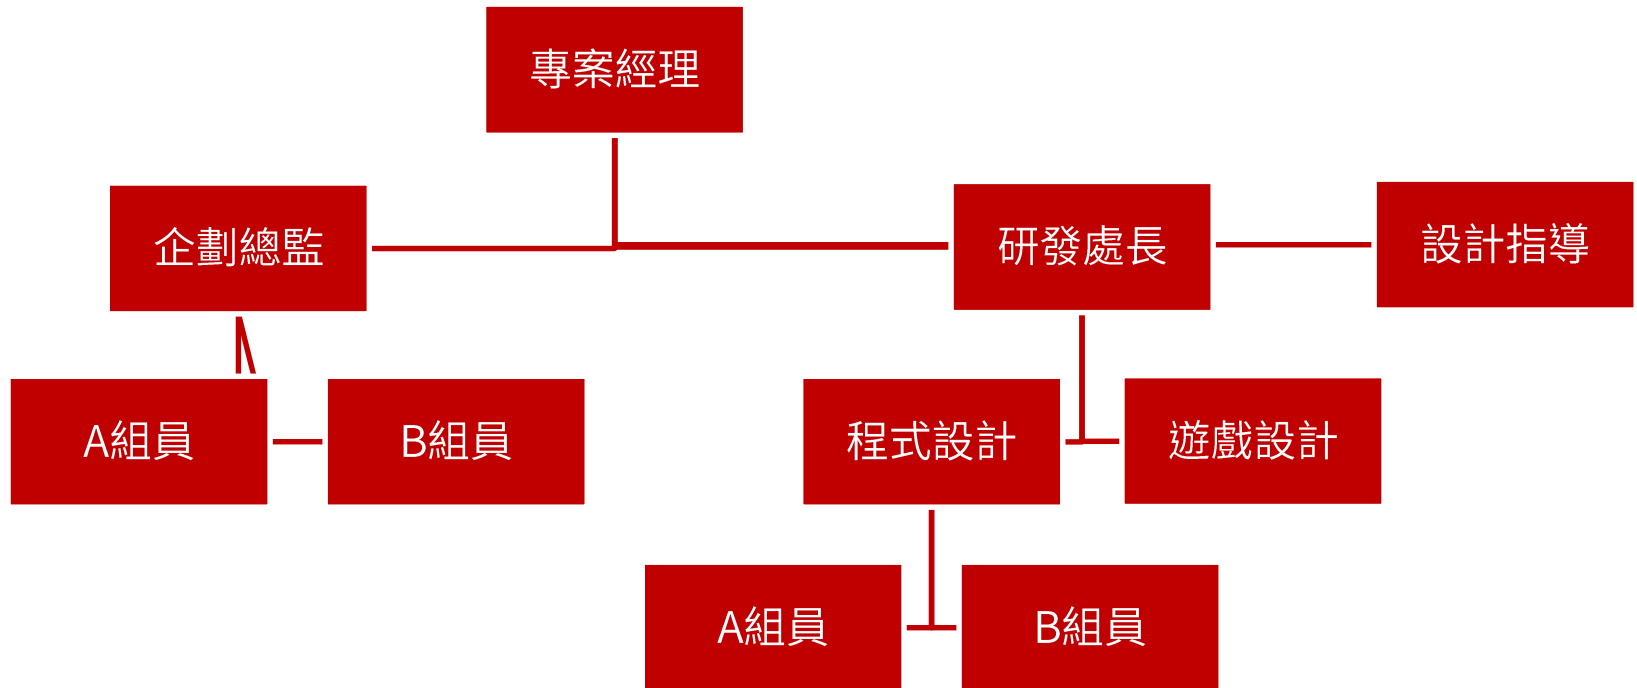 專案經理
企劃總監
研發處長
設計指導
A組員
B組員
程式設計
遊戲設計
A組員
B組員